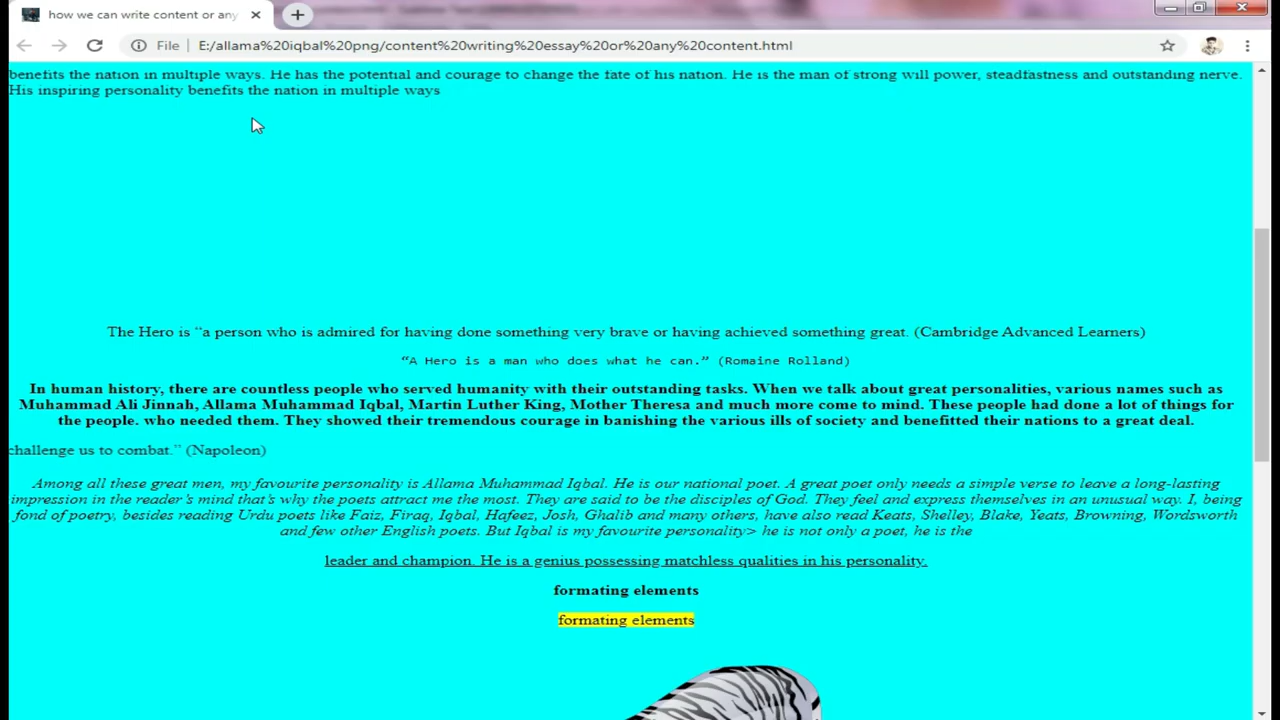 how we can write content or any
File
E:/allama%20iqbal%20png/content%20writing%20essay%20or%20any%20content.html
benefits the nation in multiple ways. He has the potential and courage to change the fate of his nation. He is the man of strong will power, steadfastness and outstanding nerve.
His inspiring personality benefits the nation in multiple ways
The Hero is “a person who is admired for having done something very brave or having achieved something great. (Cambridge Advanced Learners)
“A Hero is a man who does what he can.” (Romaine Rolland)
In human history, there are countless people who served humanity with their outstanding tasks. When we talk about great personalities, various names such as
Muhammad Ali Jinnah, Allama Muhammad Iqbal, Martin Luther King, Mother Theresa and much more come to mind. These people had done a lot of things for
the people. who needed them. They showed their tremendous courage in banishing the various ills of society and benefitted their nations to a great deal.
challenge us to combat.” (Napoleon)
Among all these great men, my favourite personality is Allama Muhammad Iqbal. He is our national poet. A great poet only needs a simple verse to leave a long-lasting
impression in the reader’s mind that’s why the poets attract me the most. They are said to be the disciples of God. They feel and express themselves in an unusual way. I, being
fond of poetry, besides reading Urdu poets like Faiz, Firaq, Iqbal, Hafeez, Josh, Ghalib and many others, have also read Keats, Shelley, Blake, Yeats, Browning, Wordsworth
and few other English poets. But Iqbal is my favourite personality> he is not only a poet, he is the
leader and champion. He is a genius possessing matchless qualities in his personality.
formating elements
formating elements